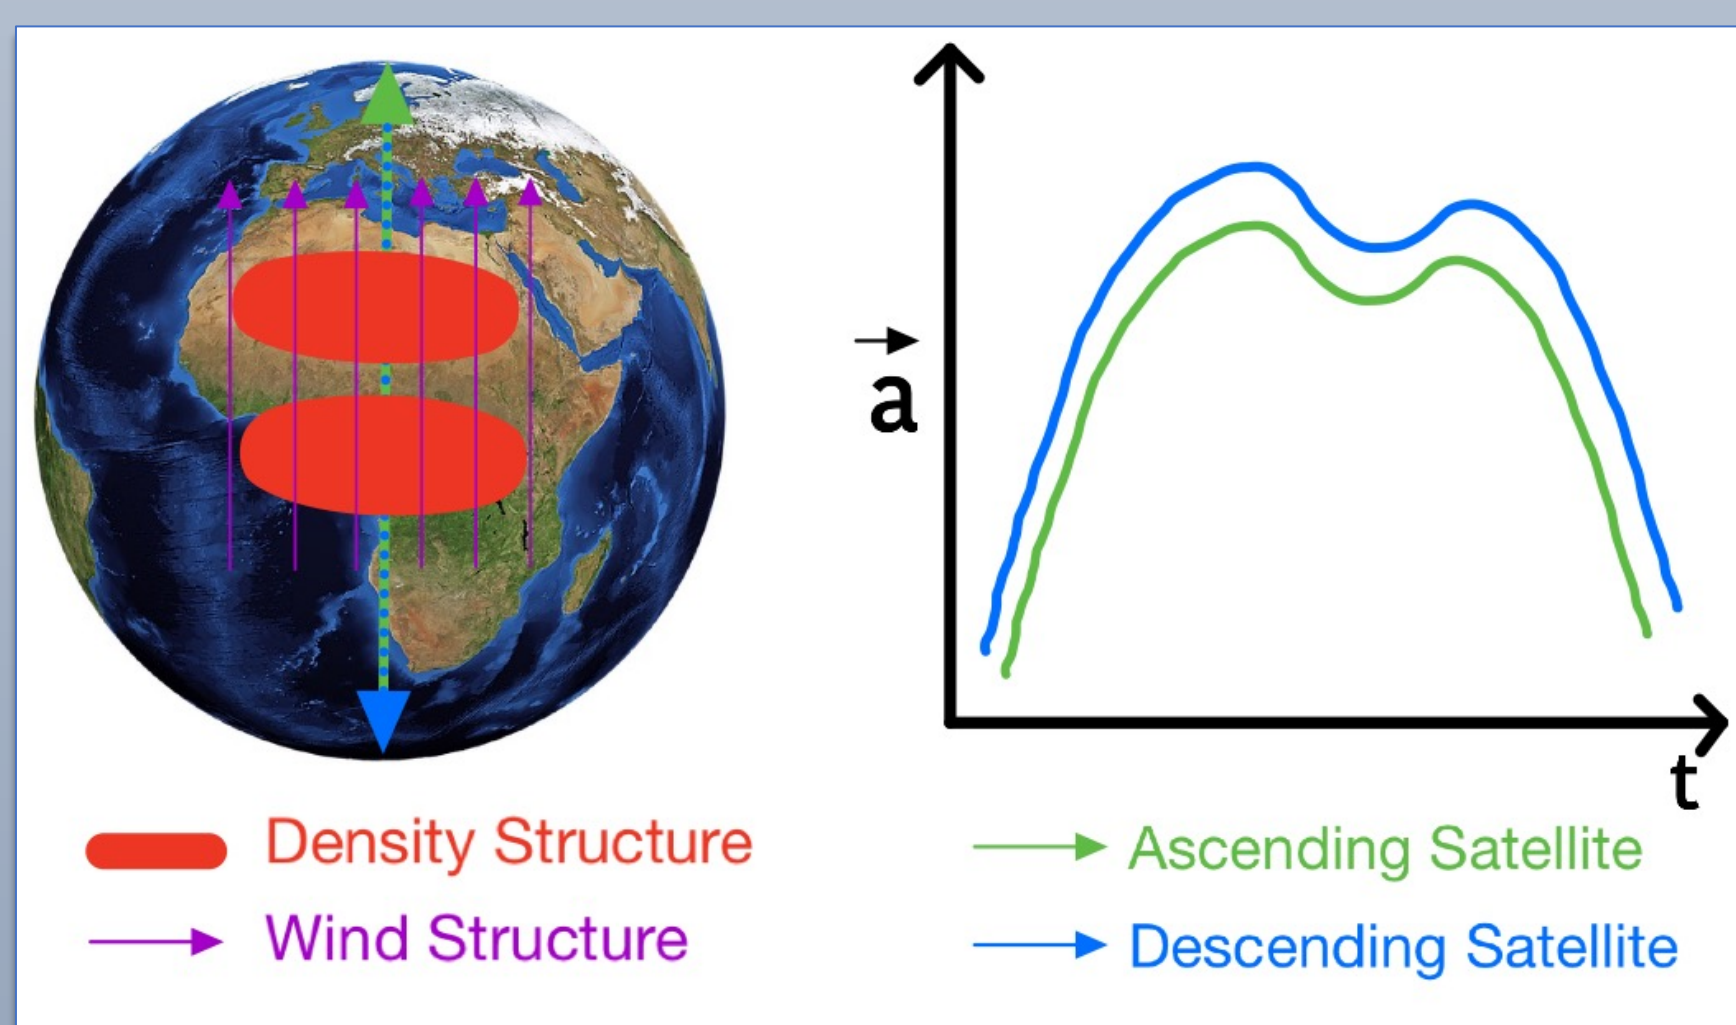 a
t
Density Structure
Wind Structure
Ascending Satellite
Descending Satellite